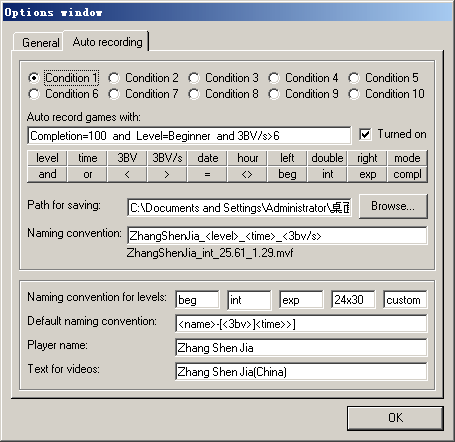 Options window
General Auto recording
Condition 1 Condition 2 Condition 3 Condition 4 Condition 5
Condition 6 Condition 7 Condition 8 Condition 9 Condition 10
Auto record games with:
Completion=100 and Level=Beginner and 3BV/s>6 Turned on
level time 3BV 3BV/s date hour left double right mode
and or < > = <> beg int exp compl
Path for saving: C:\Documents and Settings\Administrator\桌面 Browse...
Naming convention: ZhangShenJia_<level>_<time>_<3bv/s>
ZhangShenJia_int_25.61_1.29.mvf
Naming convention for levels: beg int exp 24x30 custom
Default naming convention: <name>-[<3bv>]<time>>]
Player name: Zhang Shen Jia
Text for videos: Zhang Shen Jia(China)
OK